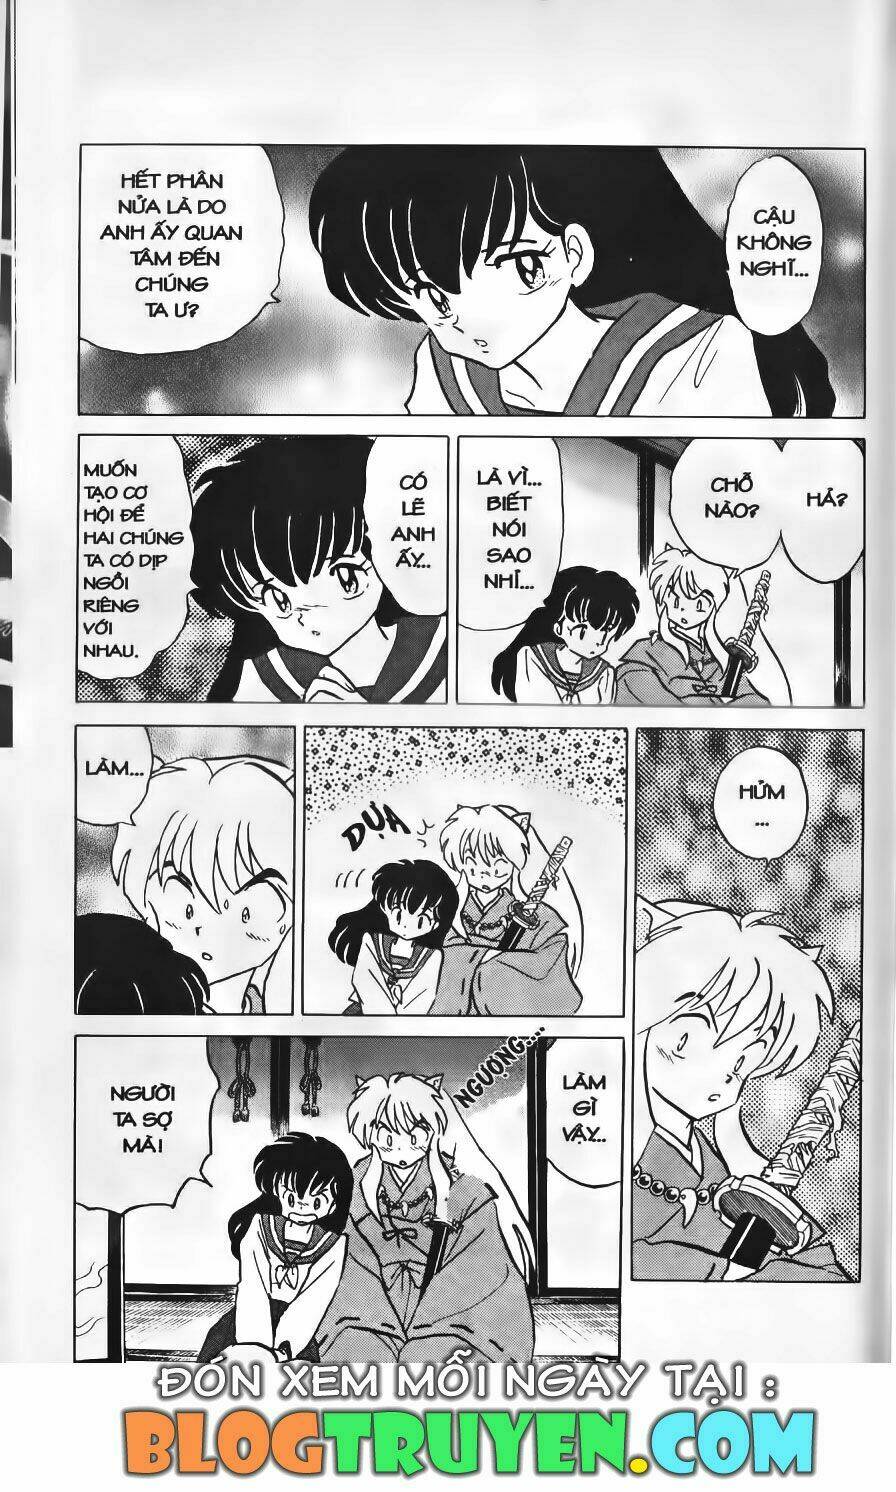 CẬU
KHÔNG
NGHĨ...
HẾT PHÂN
NỬA LÀ DO
ANH ẤY QUAN
TÂM ĐẾN
CHÚNG
TA Ư?
HẢ?
CHỖ
NÀO?
LÀ VÌ...
BIẾT
NÓI
SAO
NHỈ...
CÓ
LẼ
ANH
ẤY...
MUỐN
TẠO CƠ
HỘI ĐỂ
HAI CHÚNG
TA CÓ DỊP
NGỒI
RIÊNG
VỚI
NHAU.
HỬM
...
DỰA
LÀM...
LÀM
GÌ
VẬY...
NGƯỢNG....
NGƯỜI
TA SỢ
MÀ!
ĐÓN XEM MỖI NGÀY TẠI :
BLOGTRUYEN.COM